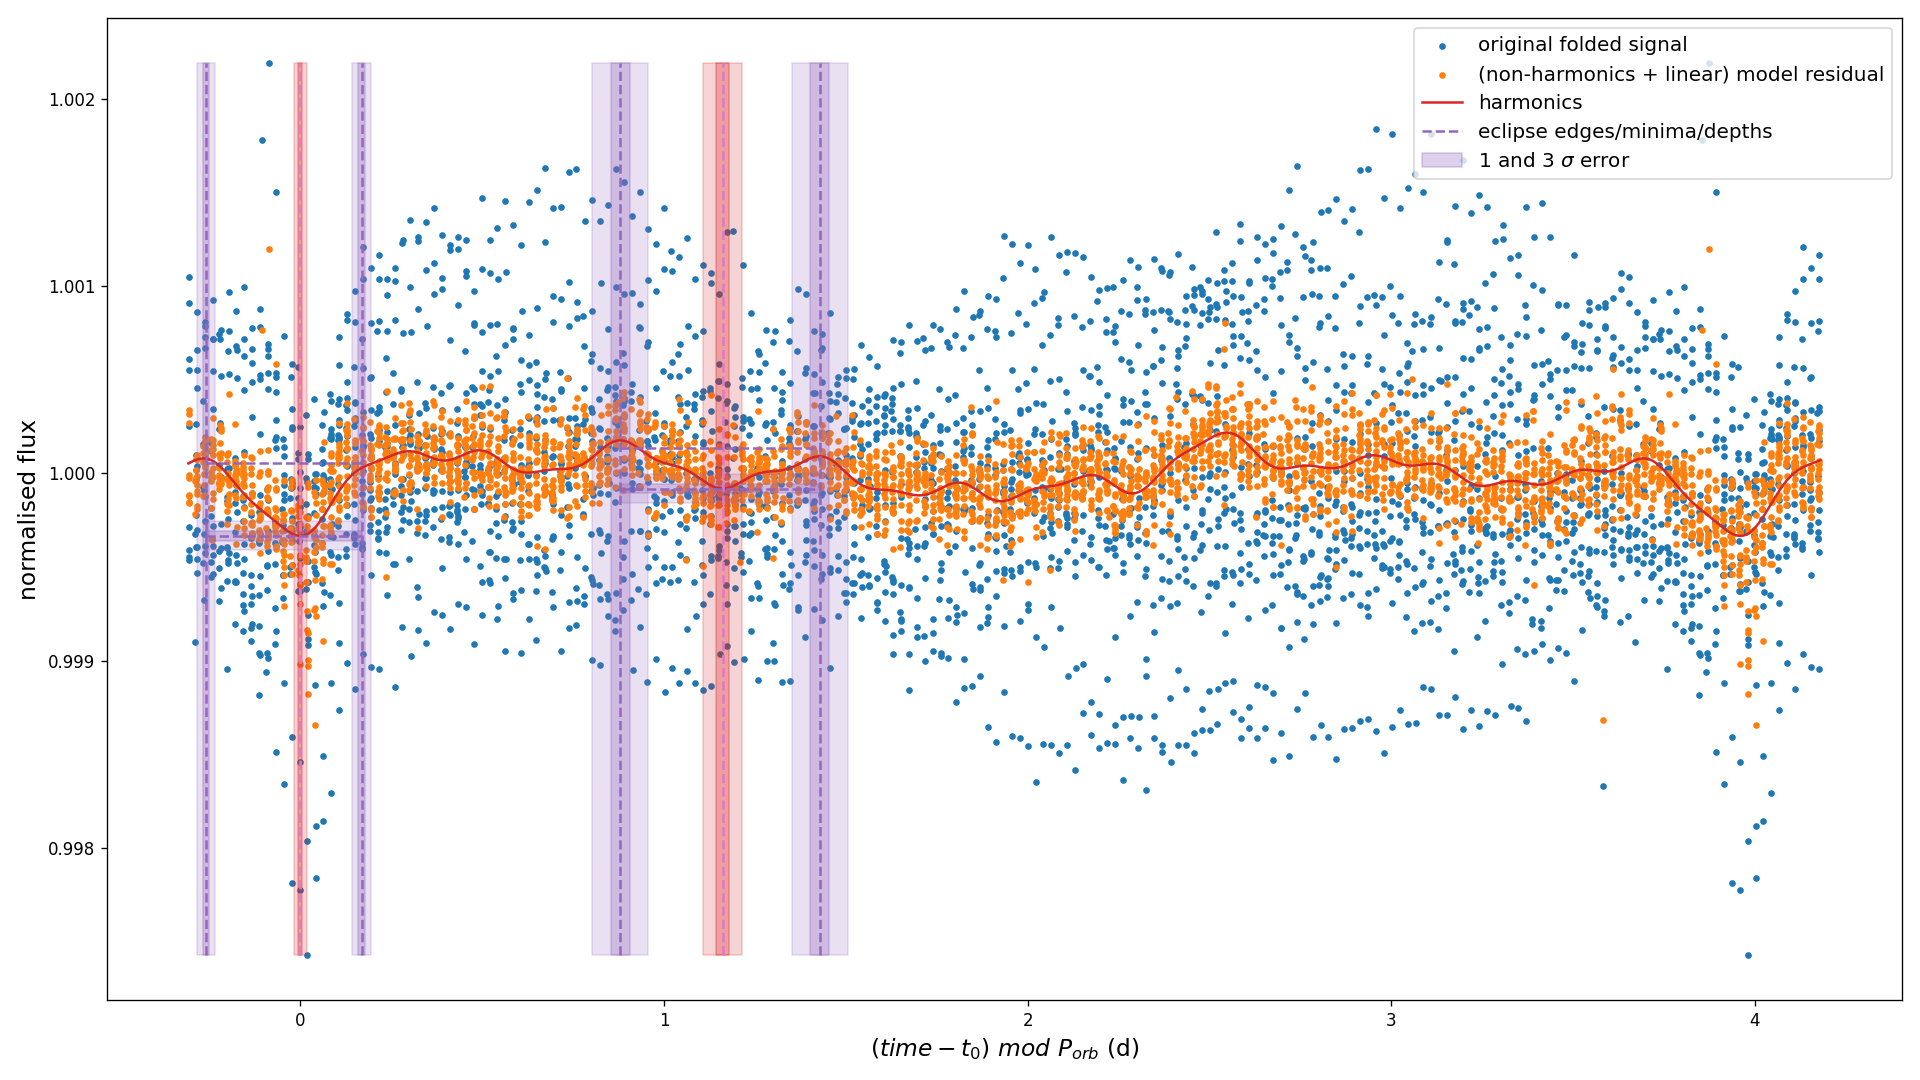 original folded signal
(non-harmonics + linear) model residual
harmonics
eclipse edges/minima/depths
1 and 3 σ error
normalised flux
1.002
1.001
1.000
0.999
0.998
0
1
2
3
4
(time − t₀) mod Pₒᵣb (d)